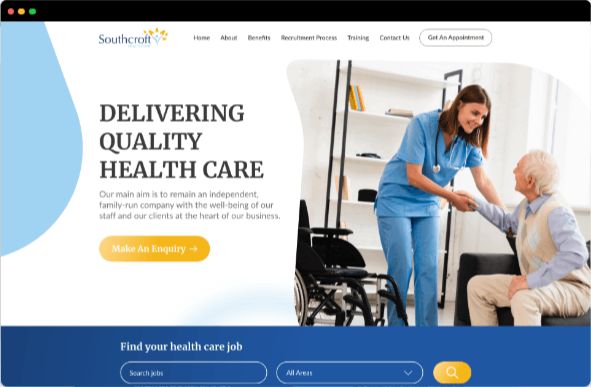 Southcroft
Home About Benefits Recruitment Process Training Contact Us Get An Appointment
DELIVERING
QUALITY
HEALTH CARE
Our main aim is to remain an independent,
family-run company with the well-being of our
staff and our clients at the heart of our business.
Make An Enquiry →
Find your health care job
Search jobs All Areas